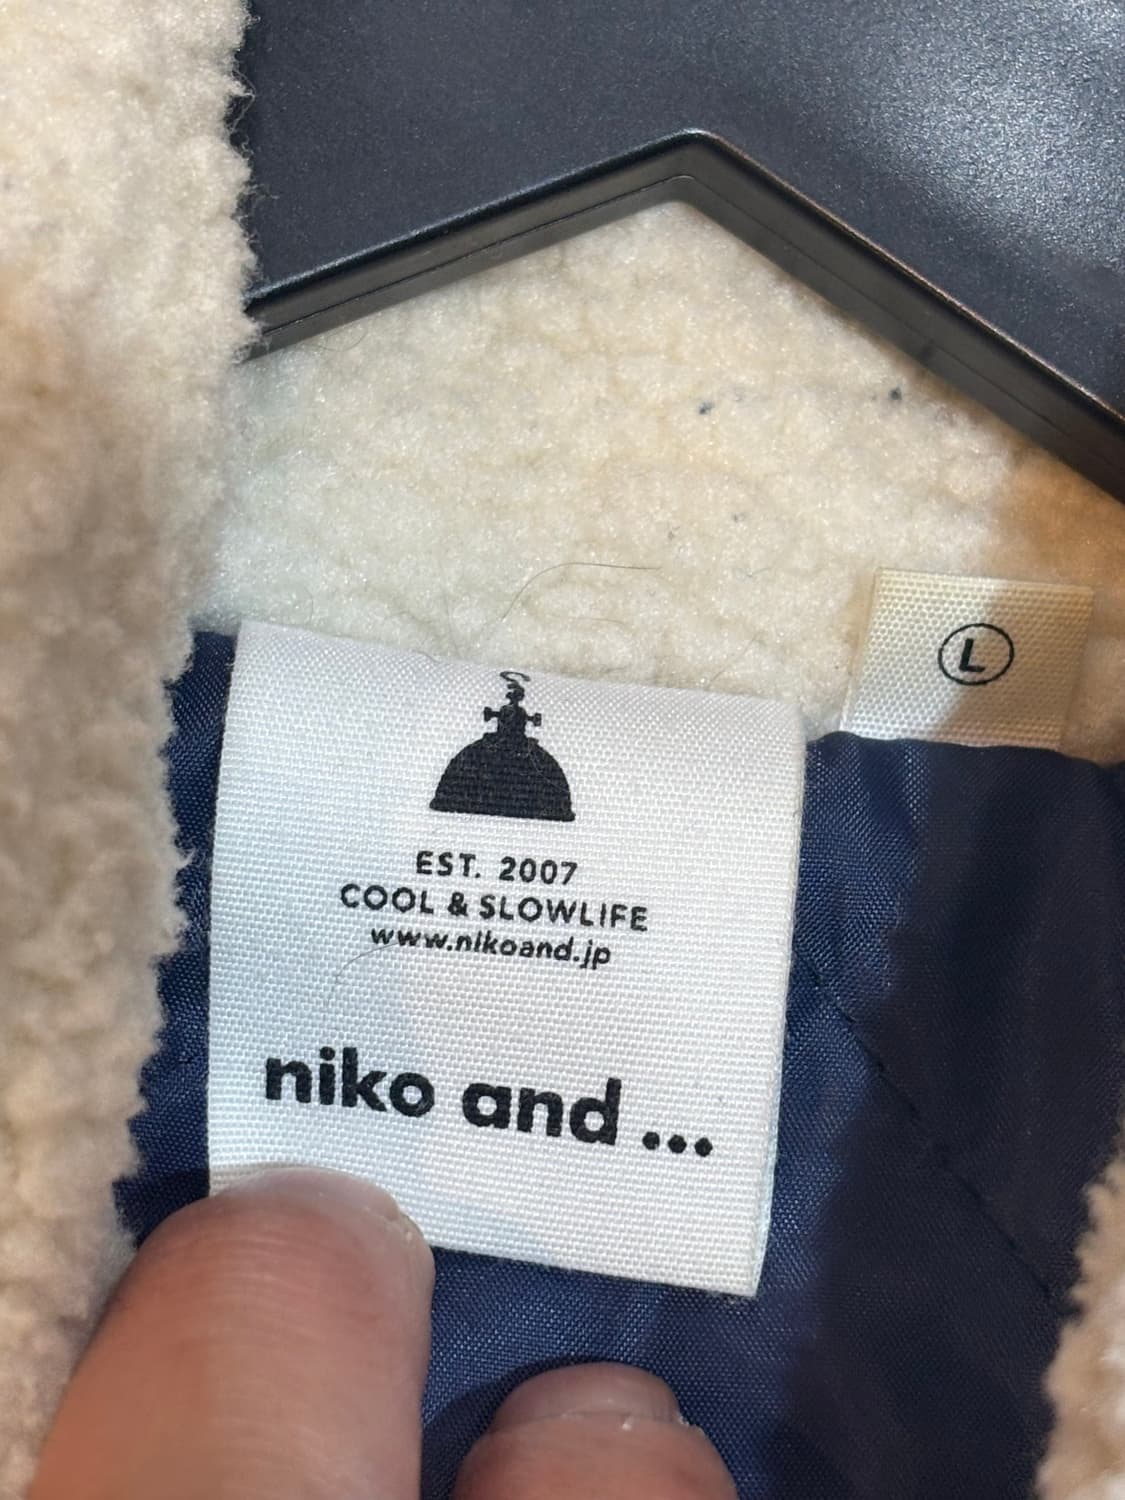 L
EST. 2007
COOL & SLOWLIFE
www.nikoand.jp
niko and ...